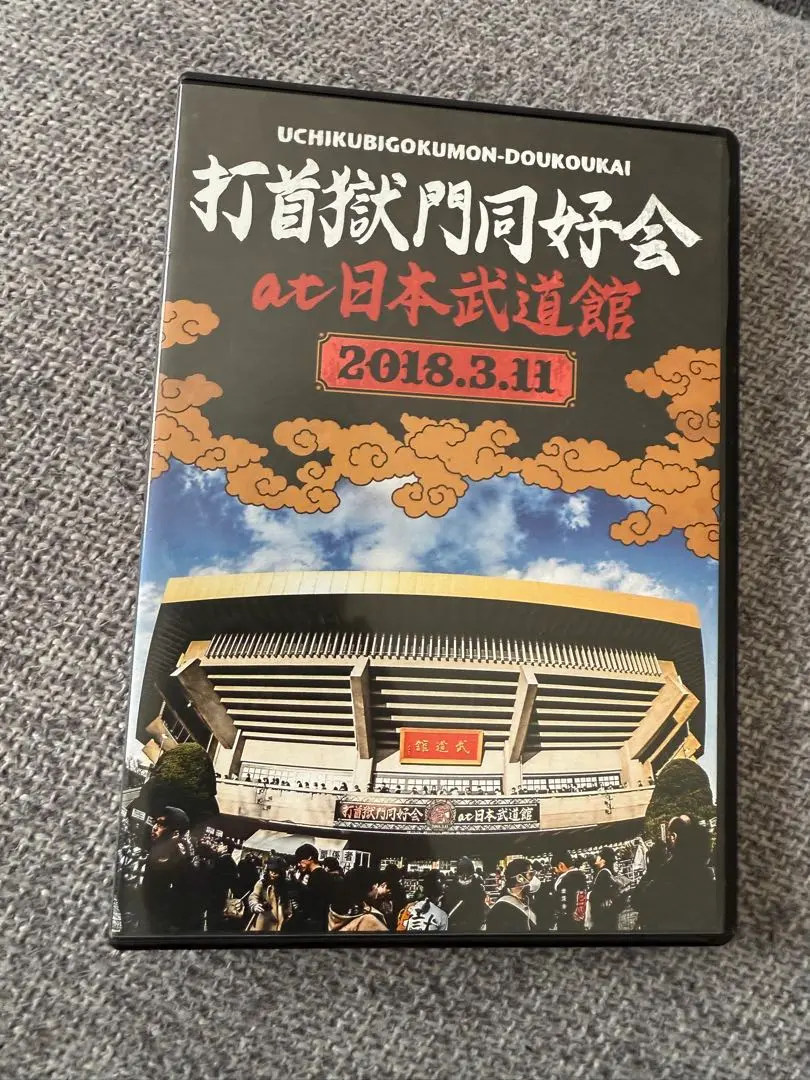 UCHIKUBIGOKUMON-DOUKOUKAI
打首獄門同好会
at日本武道館
2018.3.11
館道武
打首獄門同好会 at日本武道館